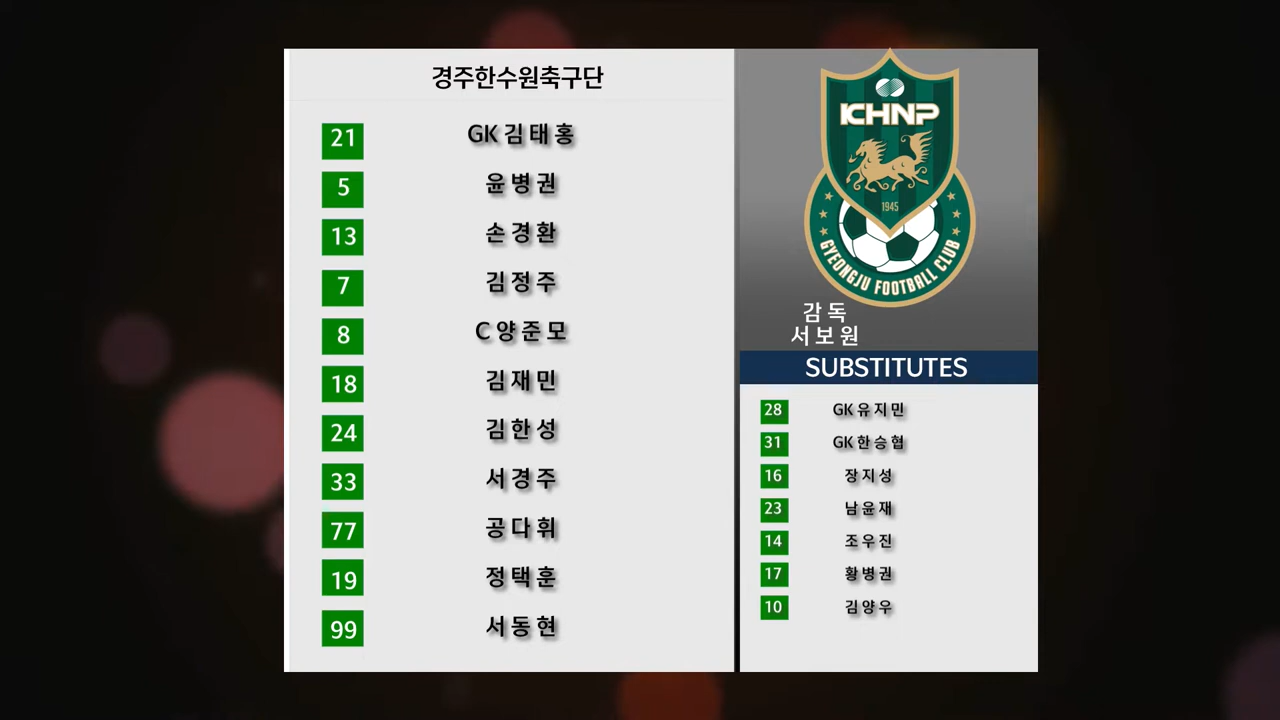 경주한수원축구단
21 GK 김태홍
5 윤병권
13 손경환
7 김정주
8 C 양준모
18 김재민
24 김한성
33 서경주
77 공다휘
19 정택훈
99 서동현
KHNP
1945
GYEONGJU FOOTBALL CLUB
감독
서보원
SUBSTITUTES
28 GK 유지민
31 GK 한승협
16 장지성
23 남윤재
14 조우진
17 황병권
10 김양우